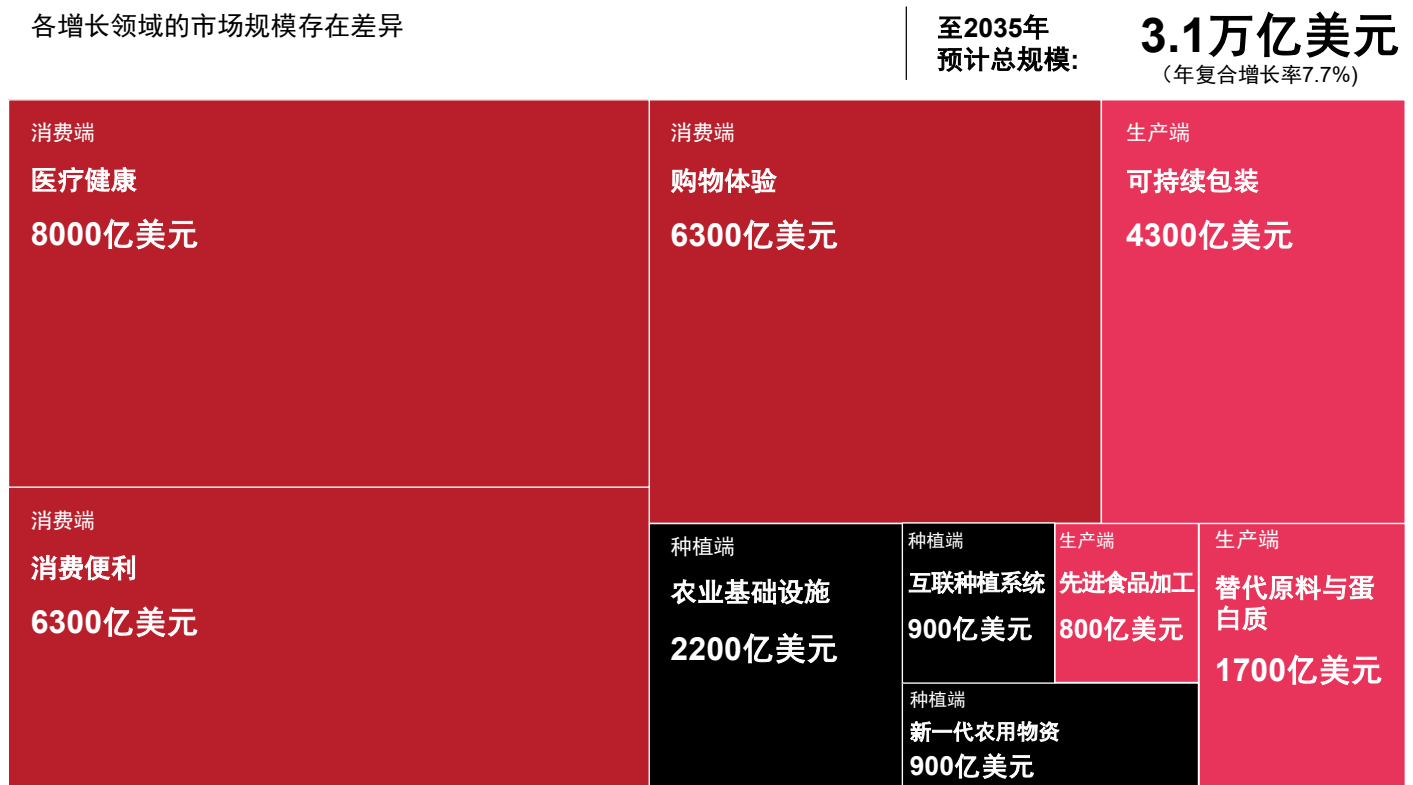 各增长领域的市场规模存在差异
至2035年
预计总规模:
3.1万亿美元
（年复合增长率7.7%)
消费端
医疗健康
8000亿美元
消费端
购物体验
6300亿美元
生产端
可持续包装
4300亿美元
消费端
消费便利
6300亿美元
种植端
农业基础设施
2200亿美元
种植端
互联种植系统
900亿美元
生产端
先进食品加工
800亿美元
生产端
替代原料与蛋
白质
1700亿美元
种植端
新一代农用物资
900亿美元